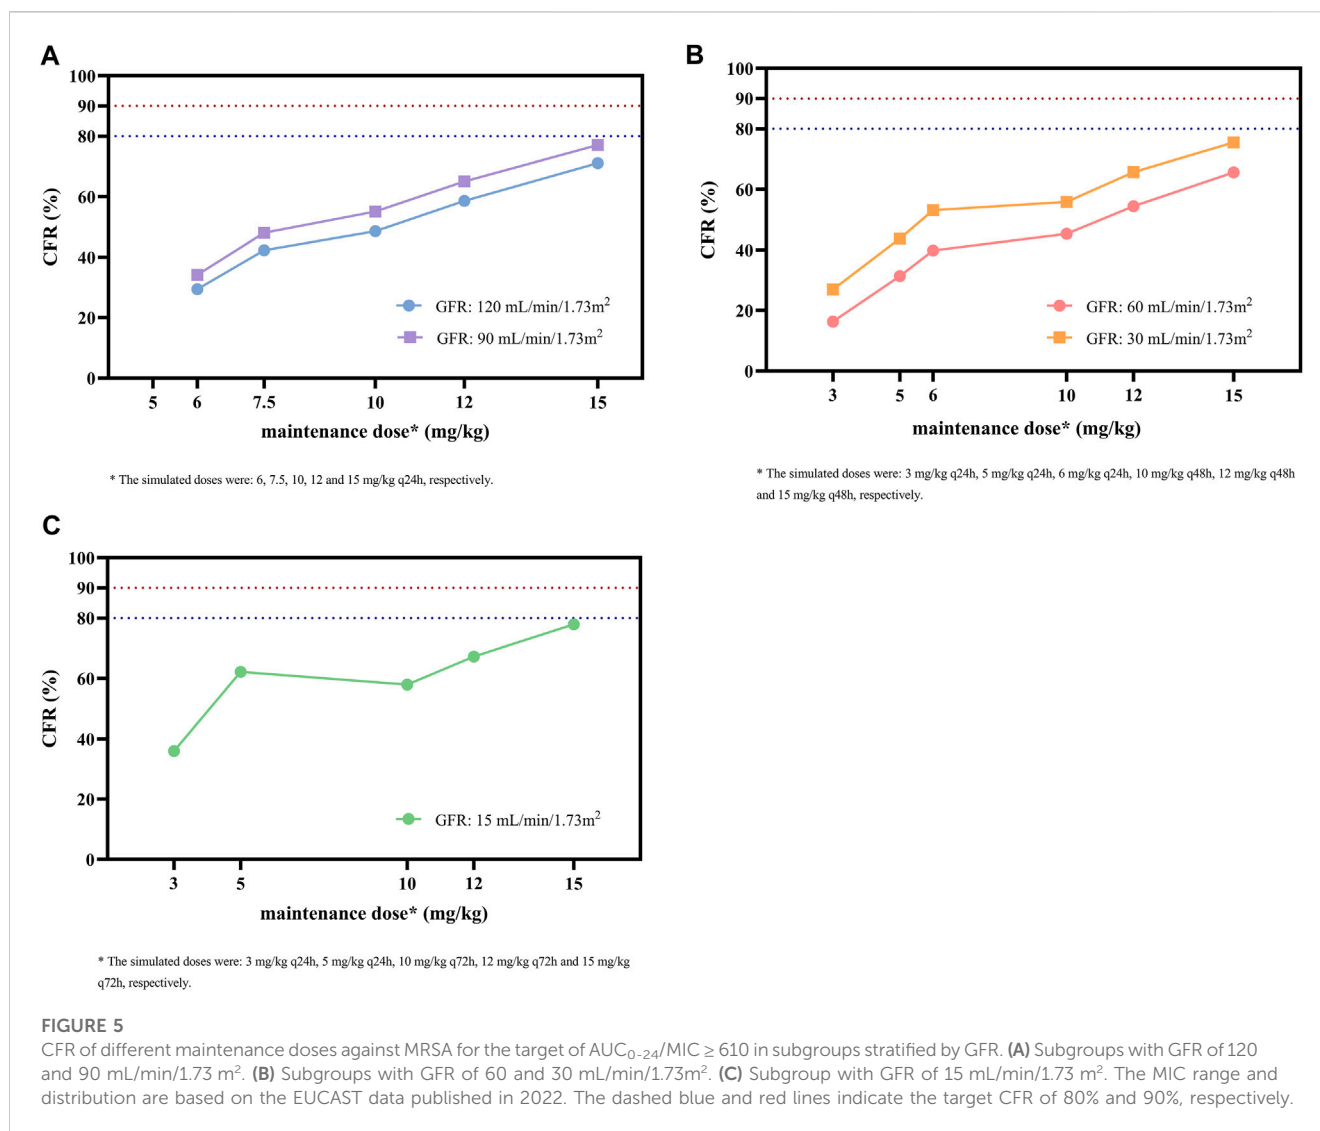 A
100
90
80
60
40
20
0
CFR (%)
GFR: 120 mL/min/1.73m²
GFR: 90 mL/min/1.73m²
5 6 7.5 10 12 15
maintenance dose* (mg/kg)
* The simulated doses were: 6, 7.5, 10, 12 and 15 mg/kg q24h, respectively.
B
100
90
80
60
40
20
0
CFR (%)
GFR: 60 mL/min/1.73m²
GFR: 30 mL/min/1.73m²
3 5 6 10 12 15
maintenance dose* (mg/kg)
* The simulated doses were: 3 mg/kg q24h, 5 mg/kg q24h, 6 mg/kg q24h, 10 mg/kg q48h, 12 mg/kg q48h
and 15 mg/kg q48h, respectively.
C
100
90
80
60
40
20
0
CFR (%)
GFR: 15 mL/min/1.73m²
3 5 10 12 15
maintenance dose* (mg/kg)
* The simulated doses were: 3 mg/kg q24h, 5 mg/kg q24h, 10 mg/kg q72h, 12 mg/kg q72h and 15 mg/kg
q72h, respectively.
FIGURE 5
CFR of different maintenance doses against MRSA for the target of AUC₀₋₂₄/MIC ≥ 610 in subgroups stratified by GFR. (A) Subgroups with GFR of 120
and 90 mL/min/1.73 m². (B) Subgroups with GFR of 60 and 30 mL/min/1.73m². (C) Subgroup with GFR of 15 mL/min/1.73 m². The MIC range and
distribution are based on the EUCAST data published in 2022. The dashed blue and red lines indicate the target CFR of 80% and 90%, respectively.